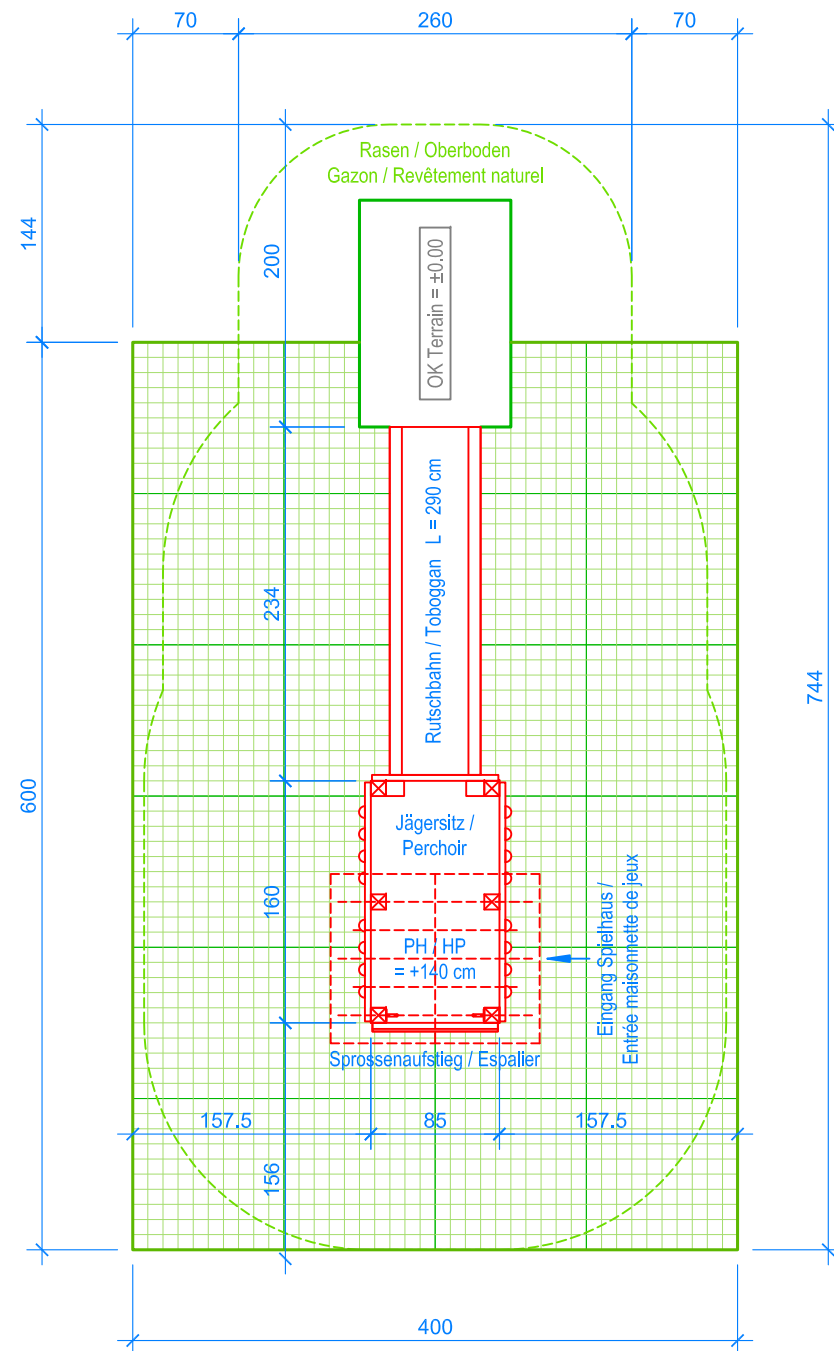 70
260
70
Rasen / Oberboden
Gazon / Revêtement naturel
144
200
OK Terrain = ±0.00
Rutschbahn / Toboggan L = 290 cm
234
744
600
Jägersitz /
Perchoir
160
PH / HP
= +140 cm
Eingang Spielhaus /
Entrée maisonnette de jeux
Sprossenaufstieg / Espalier
157.5
85
157.5
156
400